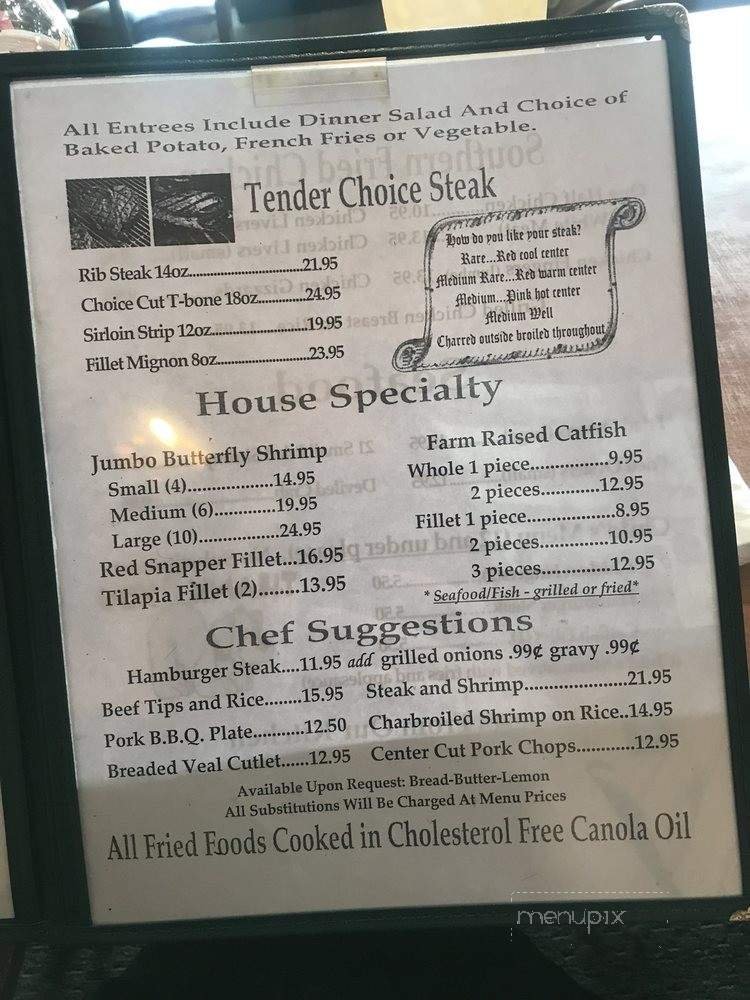 All Entrees Include Dinner Salad And Choice of
Baked Potato, French Fries or Vegetable.
Tender Choice Steak
Rib Steak 14oz................................21.95
Choice Cut T-bone 18oz..............24.95
Sirloin Strip 12oz...........................19.95
Fillet Mignon 8oz..........................23.95
How do you like your steak?
Rare...Red cool center
Medium Rare...Red warm center
Medium...Pink hot center
Medium Well
Charred outside broiled throughout
House Specialty
Jumbo Butterfly Shrimp
Small (4)..................14.95
Medium (6).............19.95
Large (10).................24.95
Red Snapper Fillet...16.95
Tilapia Fillet (2)........13.95
Farm Raised Catfish
Whole 1 piece...............9.95
2 pieces............12.95
Fillet 1 piece.................8.95
2 pieces.............10.95
3 pieces.............12.95
* Seafood/Fish - grilled or fried*
Chef Suggestions
Hamburger Steak....11.95 add grilled onions .99¢ gravy .99¢
Beef Tips and Rice........15.95 Steak and Shrimp......................21.95
Pork B.B.Q. Plate...........12.50 Charbroiled Shrimp on Rice..14.95
Breaded Veal Cutlet......12.95 Center Cut Pork Chops............12.95
Available Upon Request: Bread-Butter-Lemon
All Substitutions Will Be Charged At Menu Prices
All Fried Foods Cooked in Cholesterol Free Canola Oil
menupix